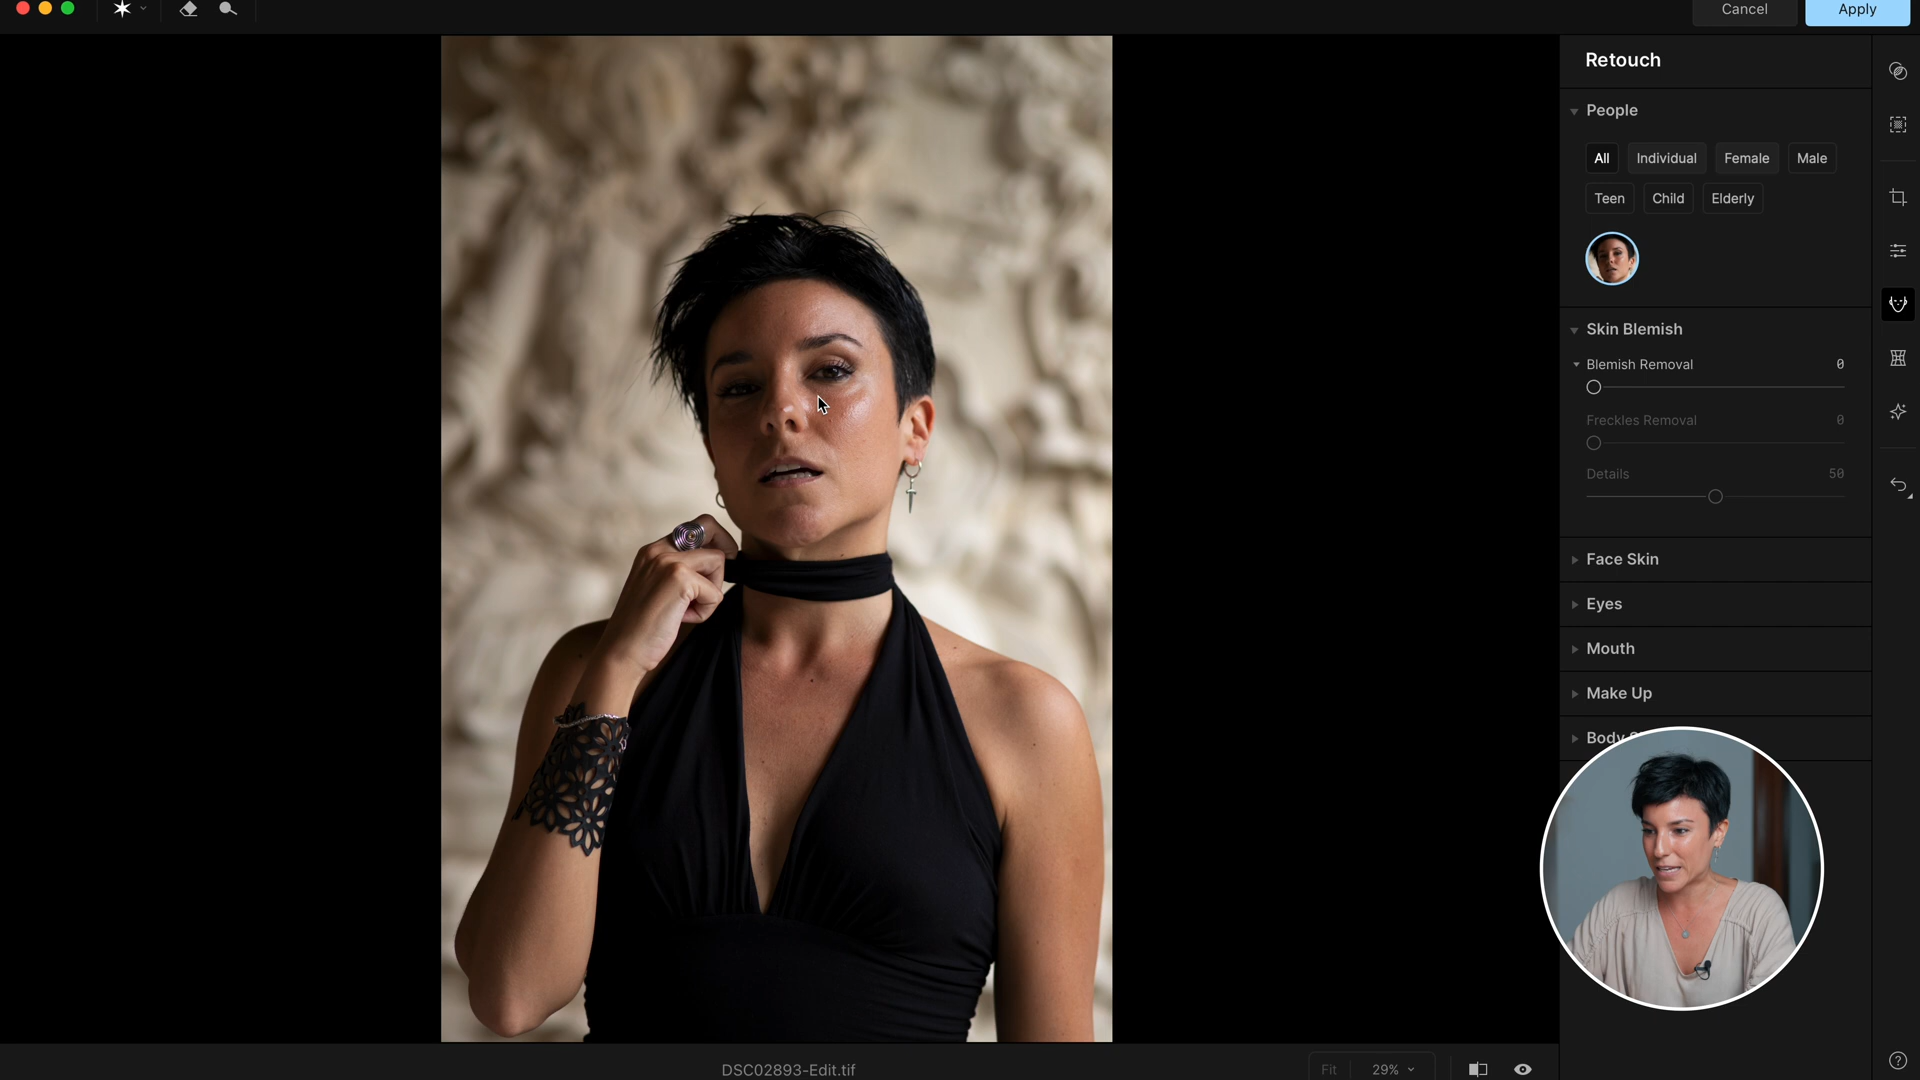 Cancel
Apply
Retouch
People
All
Individual
Female
Male
Teen
Child
Elderly
Skin Blemish
Blemish Removal
0
Freckles Removal
0
Details
50
Face Skin
Eyes
Mouth
Make Up
Body
DSC02893-Edit.tif
Fit
29%